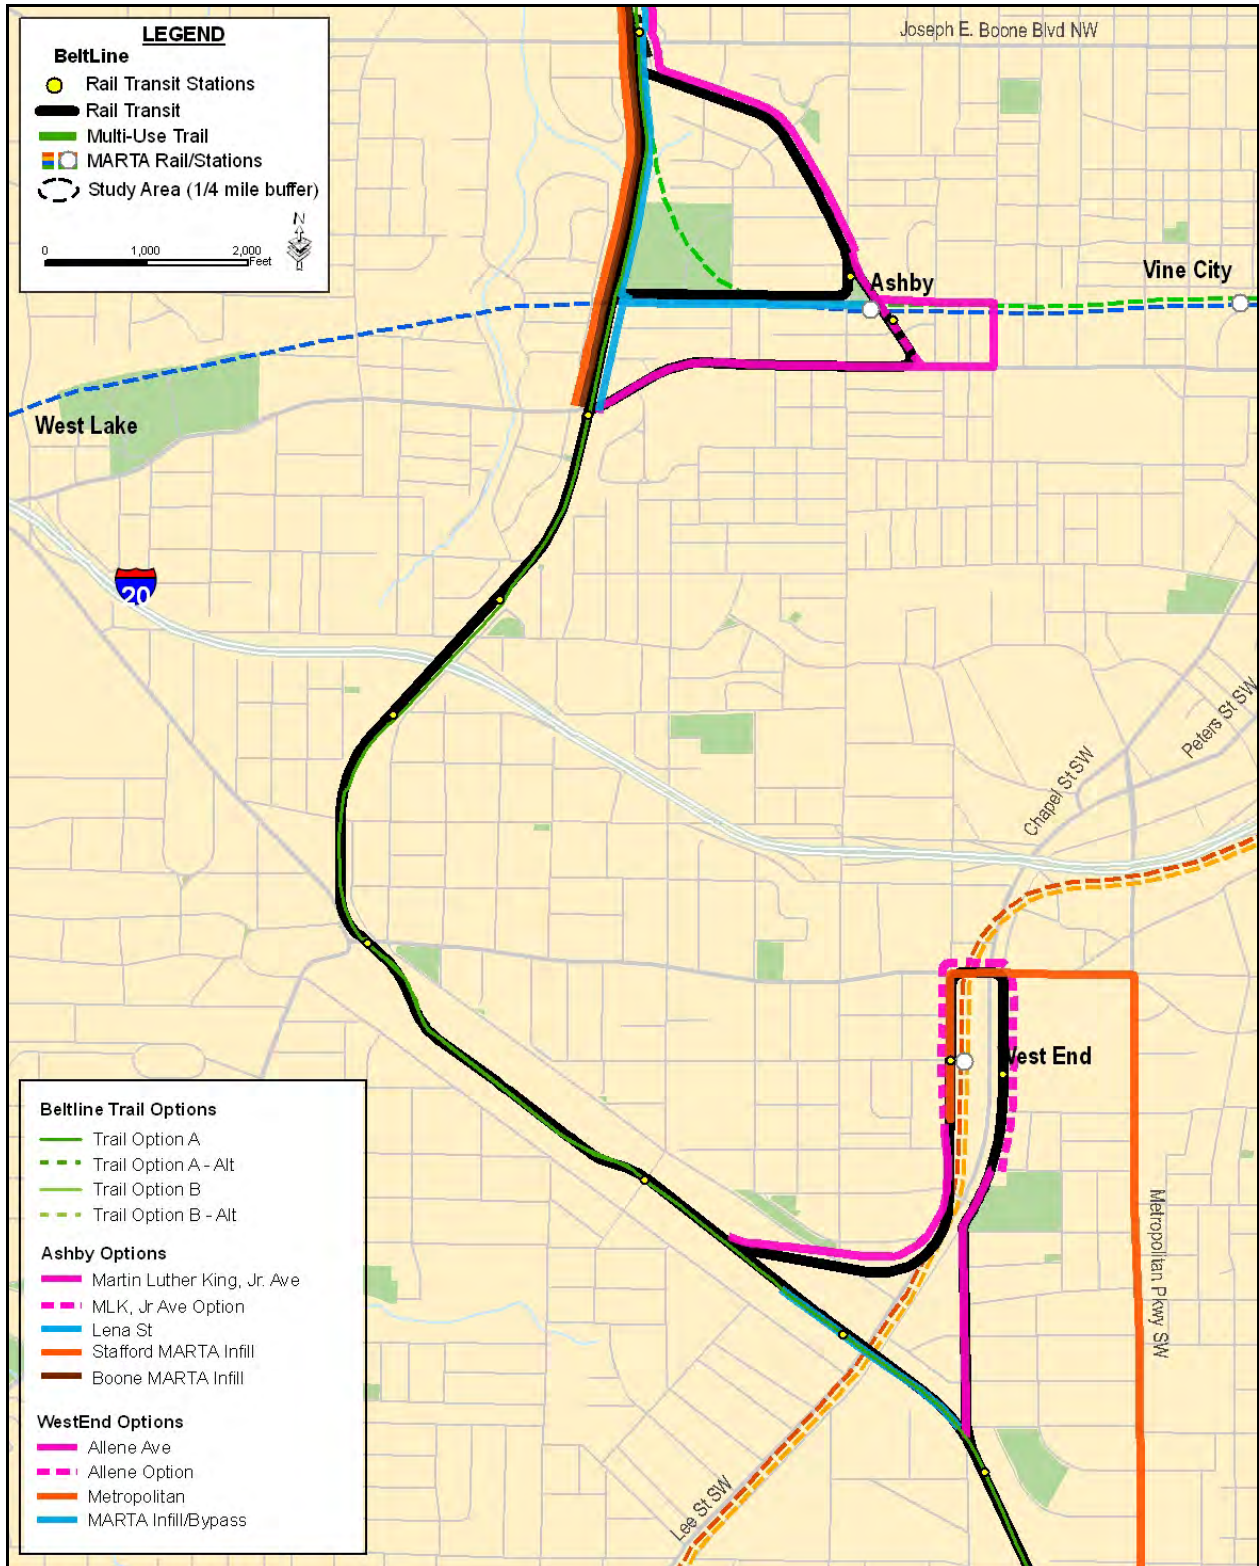 LEGEND
BeltLine
Rail Transit Stations
Rail Transit
Multi-Use Trail
MARTA Rail/Stations
Study Area (1/4 mile buffer)
N
0 1,000 2,000
Feet
Joseph E. Boone Blvd NW
Ashby
Vine City
West Lake
20
Peters St SW
Chapel St SW
West End
Metropolitan Pkwy SW
Lee St SW
Beltline Trail Options
Trail Option A
Trail Option A - Alt
Trail Option B
Trail Option B - Alt
Ashby Options
Martin Luther King, Jr. Ave
MLK, Jr Ave Option
Lena St
Stafford MARTA Infill
Boone MARTA Infill
WestEnd Options
Allene Ave
Allene Option
Metropolitan
MARTA Infill/Bypass